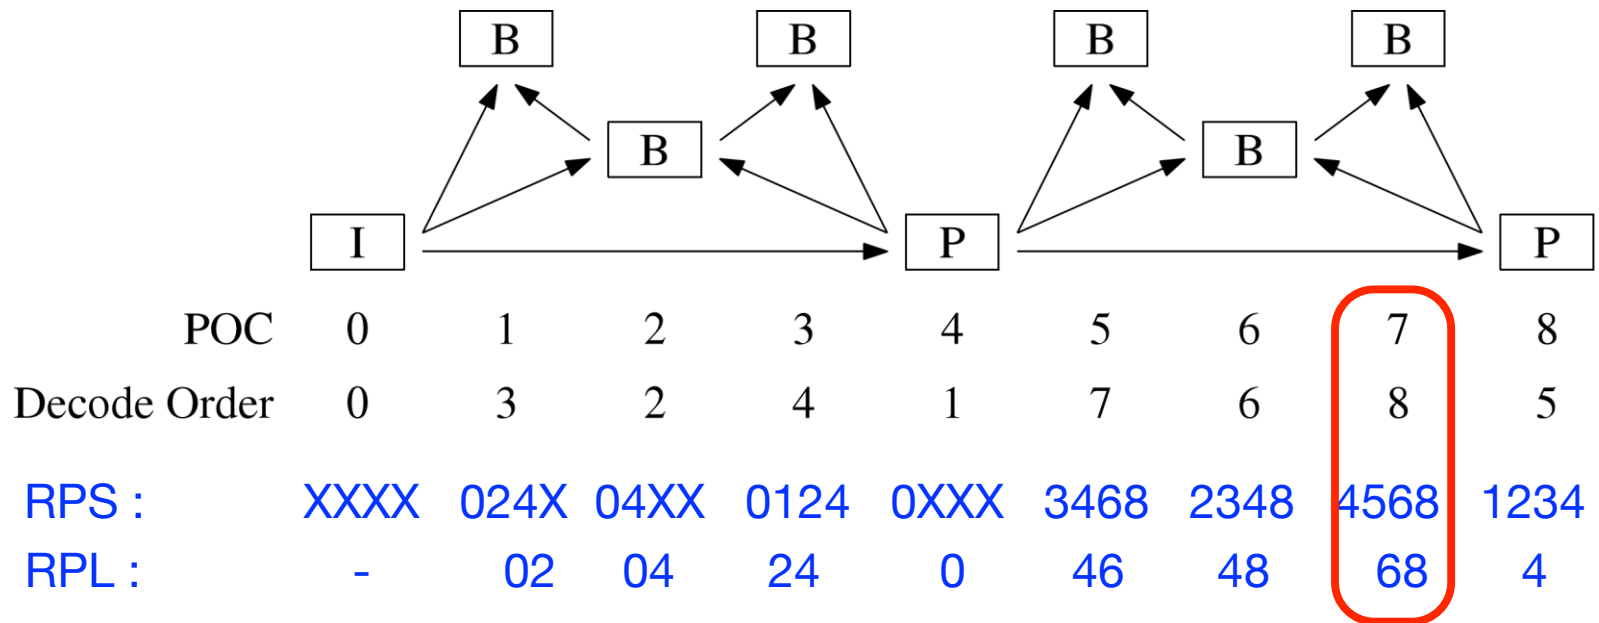 B B B B
B B
I P P
POC 0 1 2 3 4 5 6 7 8
Decode Order 0 3 2 4 1 7 6 8 5
RPS : XXXX 024X 04XX 0124 0XXX 3468 2348 4568 1234
RPL : - 02 04 24 0 46 48 68 4